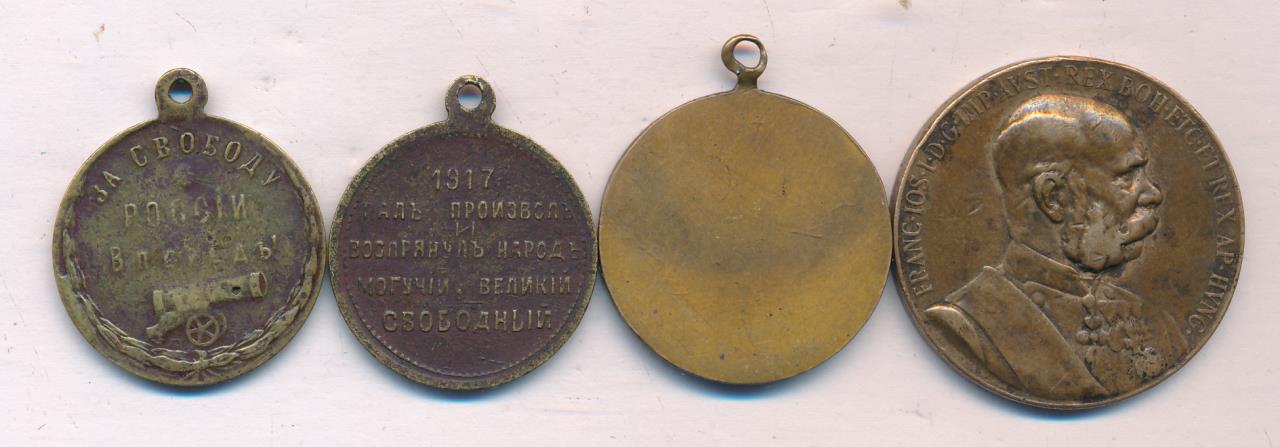 ЗА СВОБОДУ
РОССІИ
ВПЕРЕДЪ!
1917
ПАЛЪ ПРОИЗВОЛЪ
И
ВОЗПРЯНУЛЪ НАРОДЪ
МОГУЧІЙ ВЕЛИКІЙ
СВОБОДНЫЙ
FRANC·IOS·I·D·G·IMP·AVST·REX BOH·ETC·ET REX AP·HVNG·